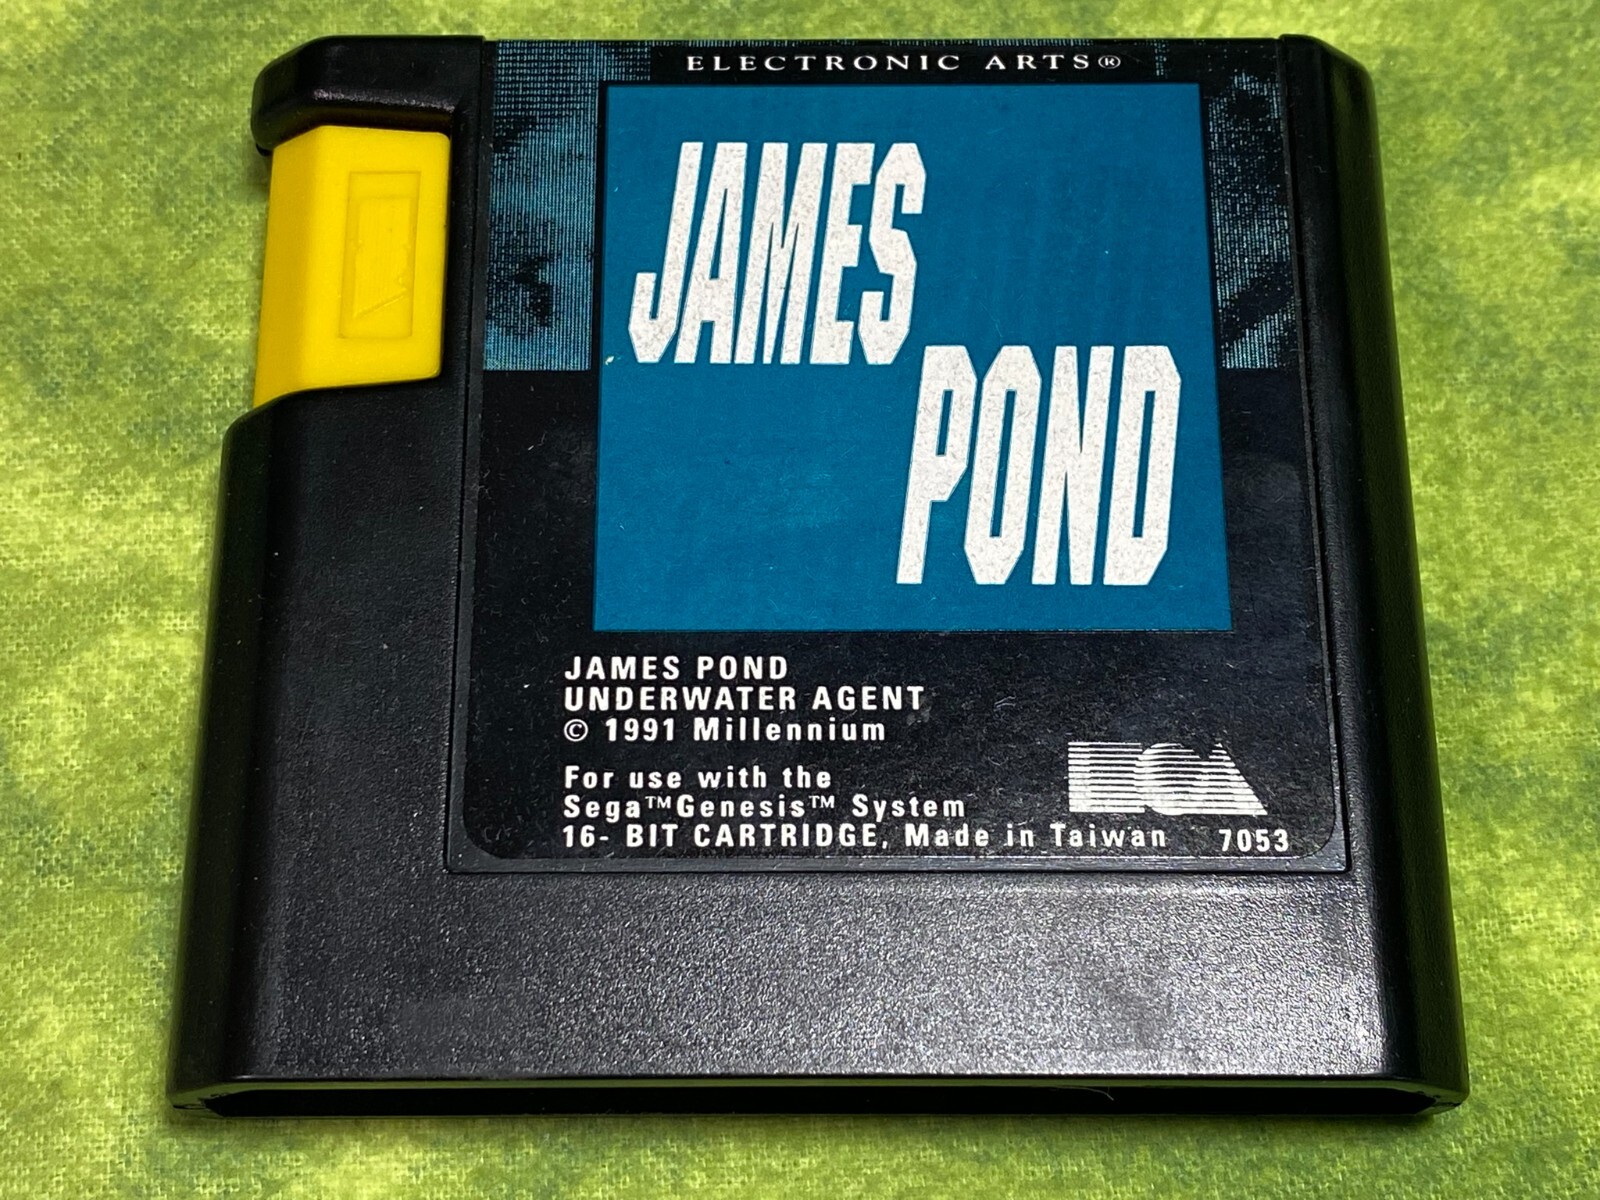 ELECTRONIC ARTS®
JAMES
POND
JAMES POND
UNDERWATER AGENT
© 1991 Millennium
For use with the
Sega™Genesis™ System
16- BIT CARTRIDGE, Made in Taiwan 7053
EA